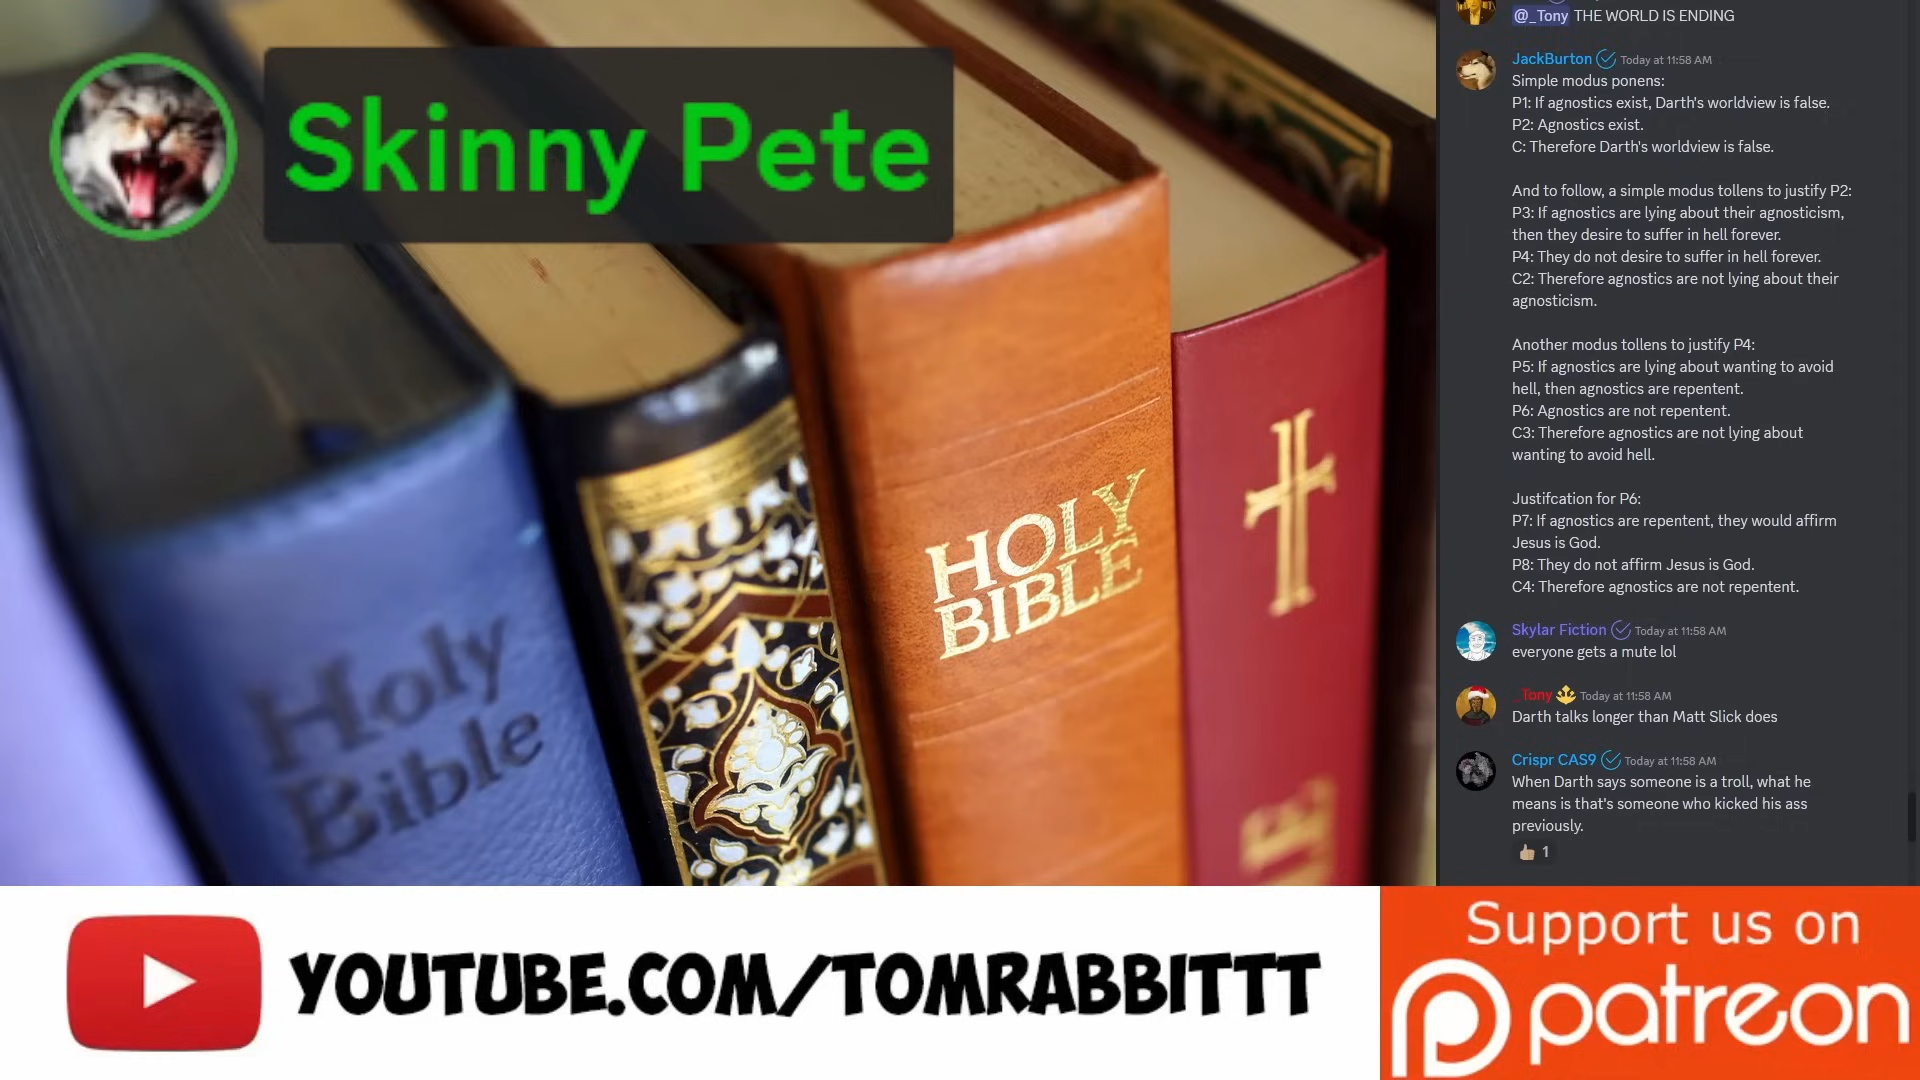 Skinny Pete
Holy
Bible
HOLY
BIBLE
@_Tony THE WORLD IS ENDING
JackBurton Today at 11:58 AM
Simple modus ponens:
P1: If agnostics exist, Darth's worldview is false.
P2: Agnostics exist.
C: Therefore Darth's worldview is false.
And to follow, a simple modus tollens to justify P2:
P3: If agnostics are lying about their agnosticism,
then they desire to suffer in hell forever.
P4: They do not desire to suffer in hell forever.
C2: Therefore agnostics are not lying about their
agnosticism.
Another modus tollens to justify P4:
P5: If agnostics are lying about wanting to avoid
hell, then agnostics are repentent.
P6: Agnostics are not repentent.
C3: Therefore agnostics are not lying about
wanting to avoid hell.
Justifcation for P6:
P7: If agnostics are repentent, they would affirm
Jesus is God.
P8: They do not affirm Jesus is God.
C4: Therefore agnostics are not repentent.
Skylar Fiction Today at 11:58 AM
everyone gets a mute lol
_Tony Today at 11:58 AM
Darth talks longer than Matt Slick does
Crispr CAS9 Today at 11:58 AM
When Darth says someone is a troll, what he
means is that's someone who kicked his ass
previously.
1
YOUTUBE.COM/TOMRABBITTT
Support us on
patreon